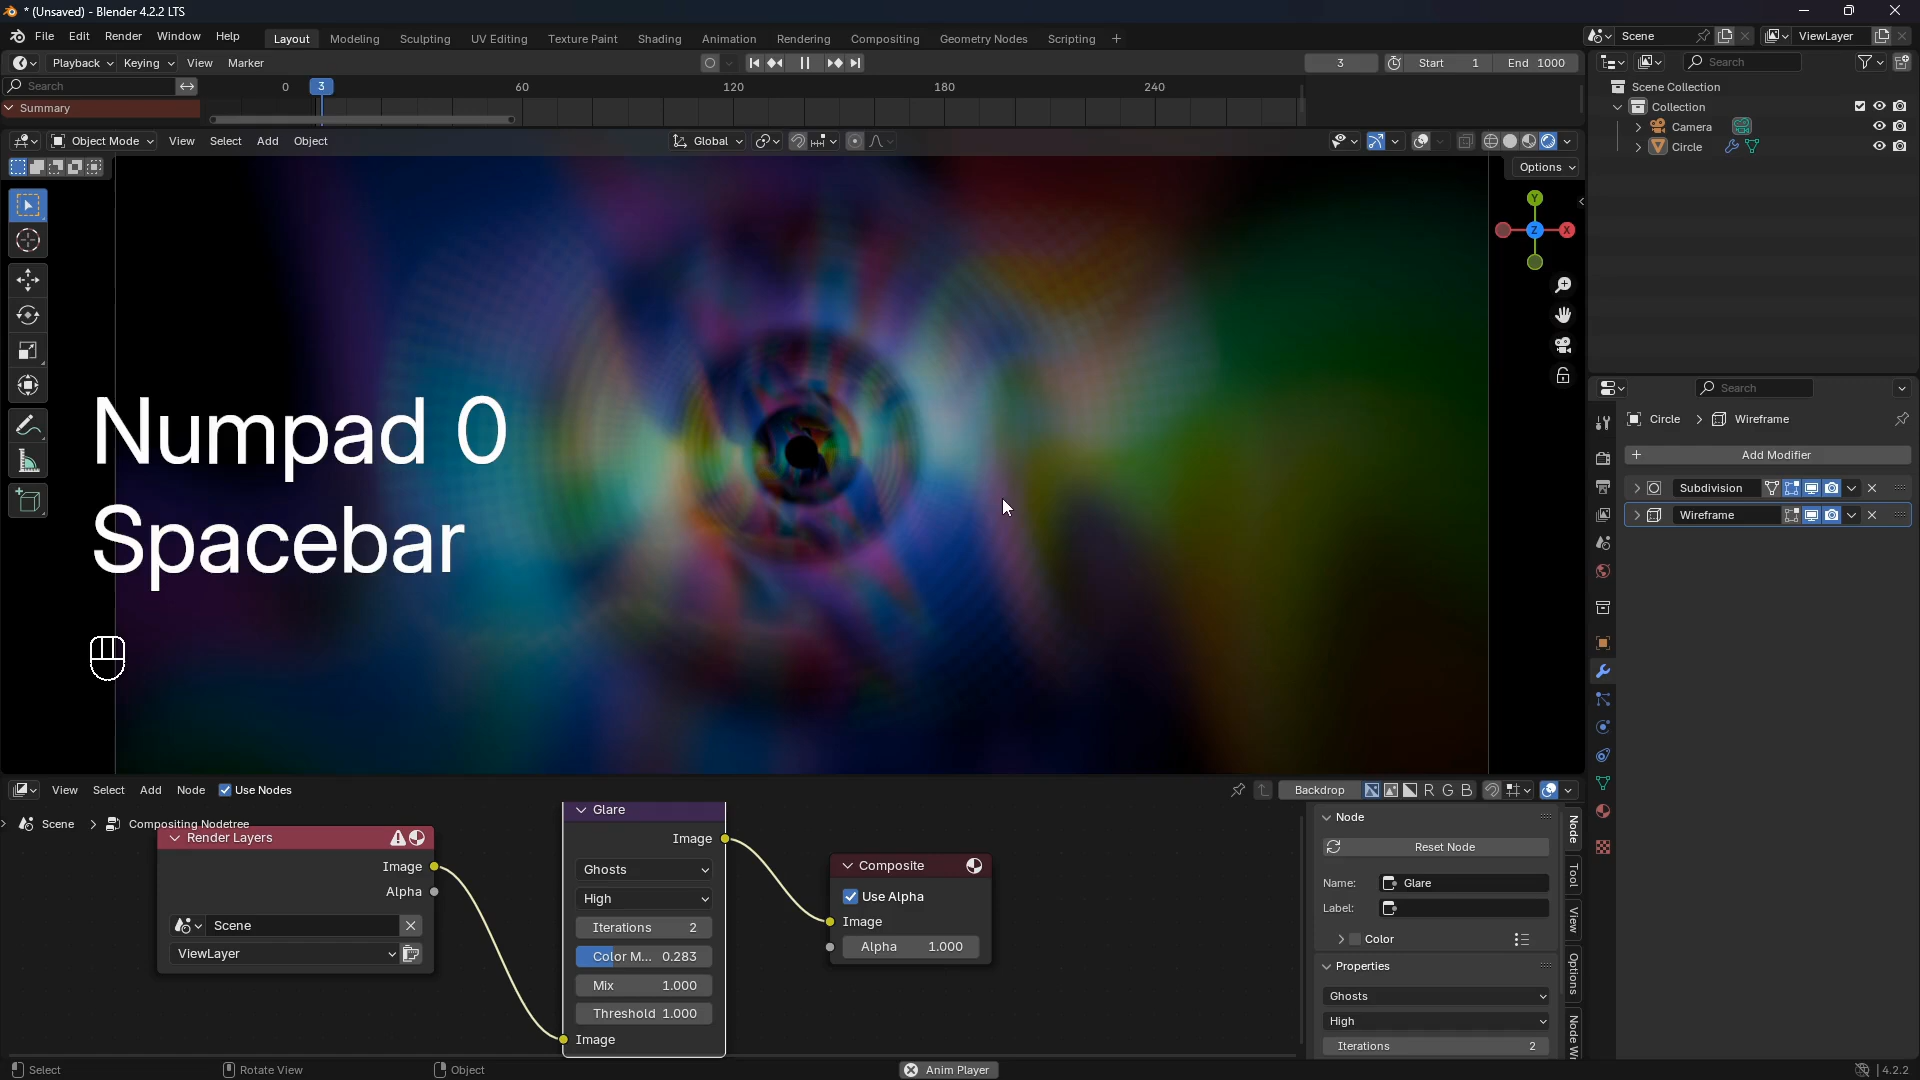 * (Unsaved) - Blender 4.2.2 LTS
File Edit Render Window Help
Layout Modeling Sculpting UV Editing Texture Paint Shading Animation Rendering Compositing Geometry Nodes Scripting +
Scene
ViewLayer
Playback Keying View Marker
3
Start 1
End 1000
Search
Search
0 3 60 120 180 240
Summary
Scene Collection
Collection
Camera
Circle
Object Mode View Select Add Object
Global
Options
Y
Z
X
Numpad 0
Spacebar
Search
Circle > Wireframe
+ Add Modifier
Subdivision
Wireframe
View Select Add Node Use Nodes
Backdrop
R G B
Scene > Compositing Nodetree
Render Layers
Image
Alpha
Scene
ViewLayer
Glare
Image
Ghosts
High
Iterations 2
Color M... 0.283
Mix 1.000
Threshold 1.000
Image
Composite
Use Alpha
Image
Alpha 1.000
Node
Reset Node
Name: Glare
Label:
Color
Properties
Ghosts
High
Iterations 2
Node
Tool
View
Options
Node W
Select
Rotate View
Object
Anim Player
4.2.2